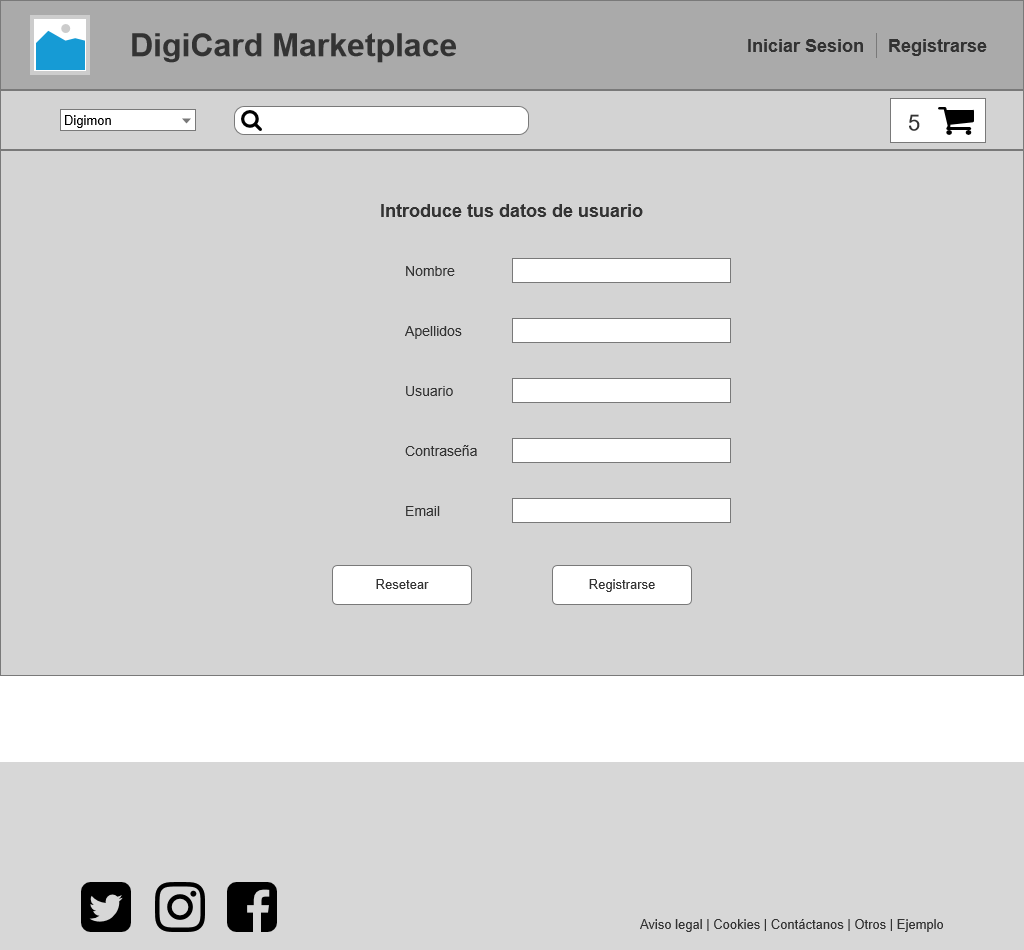 DigiCard Marketplace
Iniciar Sesion
Registrarse
Digimon
5
Introduce tus datos de usuario
Nombre
Apellidos
Usuario
Contraseña
Email
Resetear
Registrarse
Aviso legal | Cookies | Contáctanos | Otros | Ejemplo